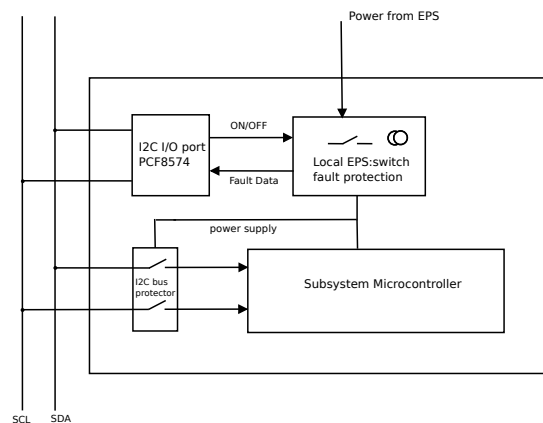 Power from EPS
I2C I/O port
PCF8574
ON/OFF
Fault Data
Local EPS:switch
fault protection
power supply
I2C bus
protector
Subsystem Microcontroller
SCL
SDA